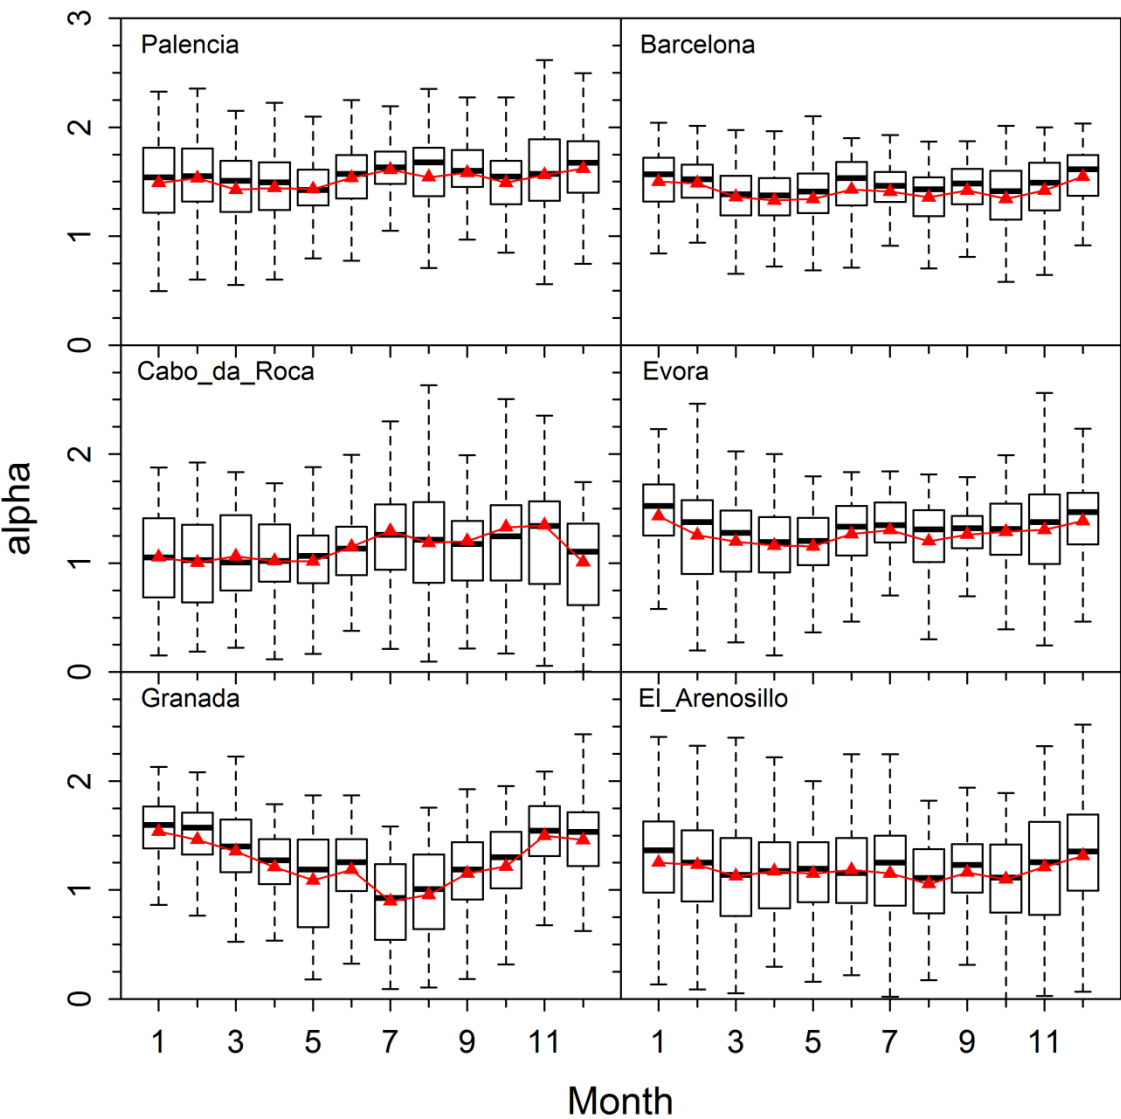 3
Palencia
Barcelona
2
1
0
Cabo_da_Roca
Evora
2
1
0
Granada
El_Arenosillo
2
1
0
1 3 5 7 9 11 1 3 5 7 9 11
alpha
Month